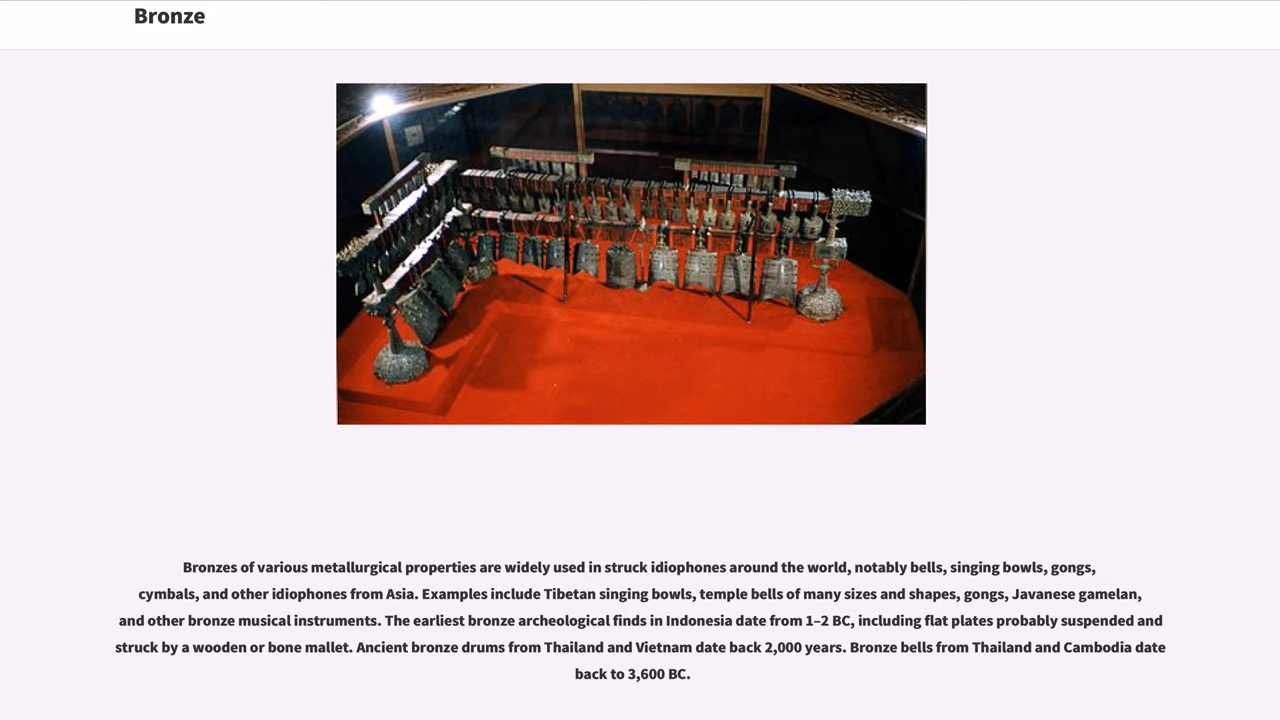 Bronze
Bronzes of various metallurgical properties are widely used in struck idiophones around the world, notably bells, singing bowls, gongs,
cymbals, and other idiophones from Asia. Examples include Tibetan singing bowls, temple bells of many sizes and shapes, gongs, Javanese gamelan,
and other bronze musical instruments. The earliest bronze archeological finds in Indonesia date from 1–2 BC, including flat plates probably suspended and
struck by a wooden or bone mallet. Ancient bronze drums from Thailand and Vietnam date back 2,000 years. Bronze bells from Thailand and Cambodia date
back to 3,600 BC.